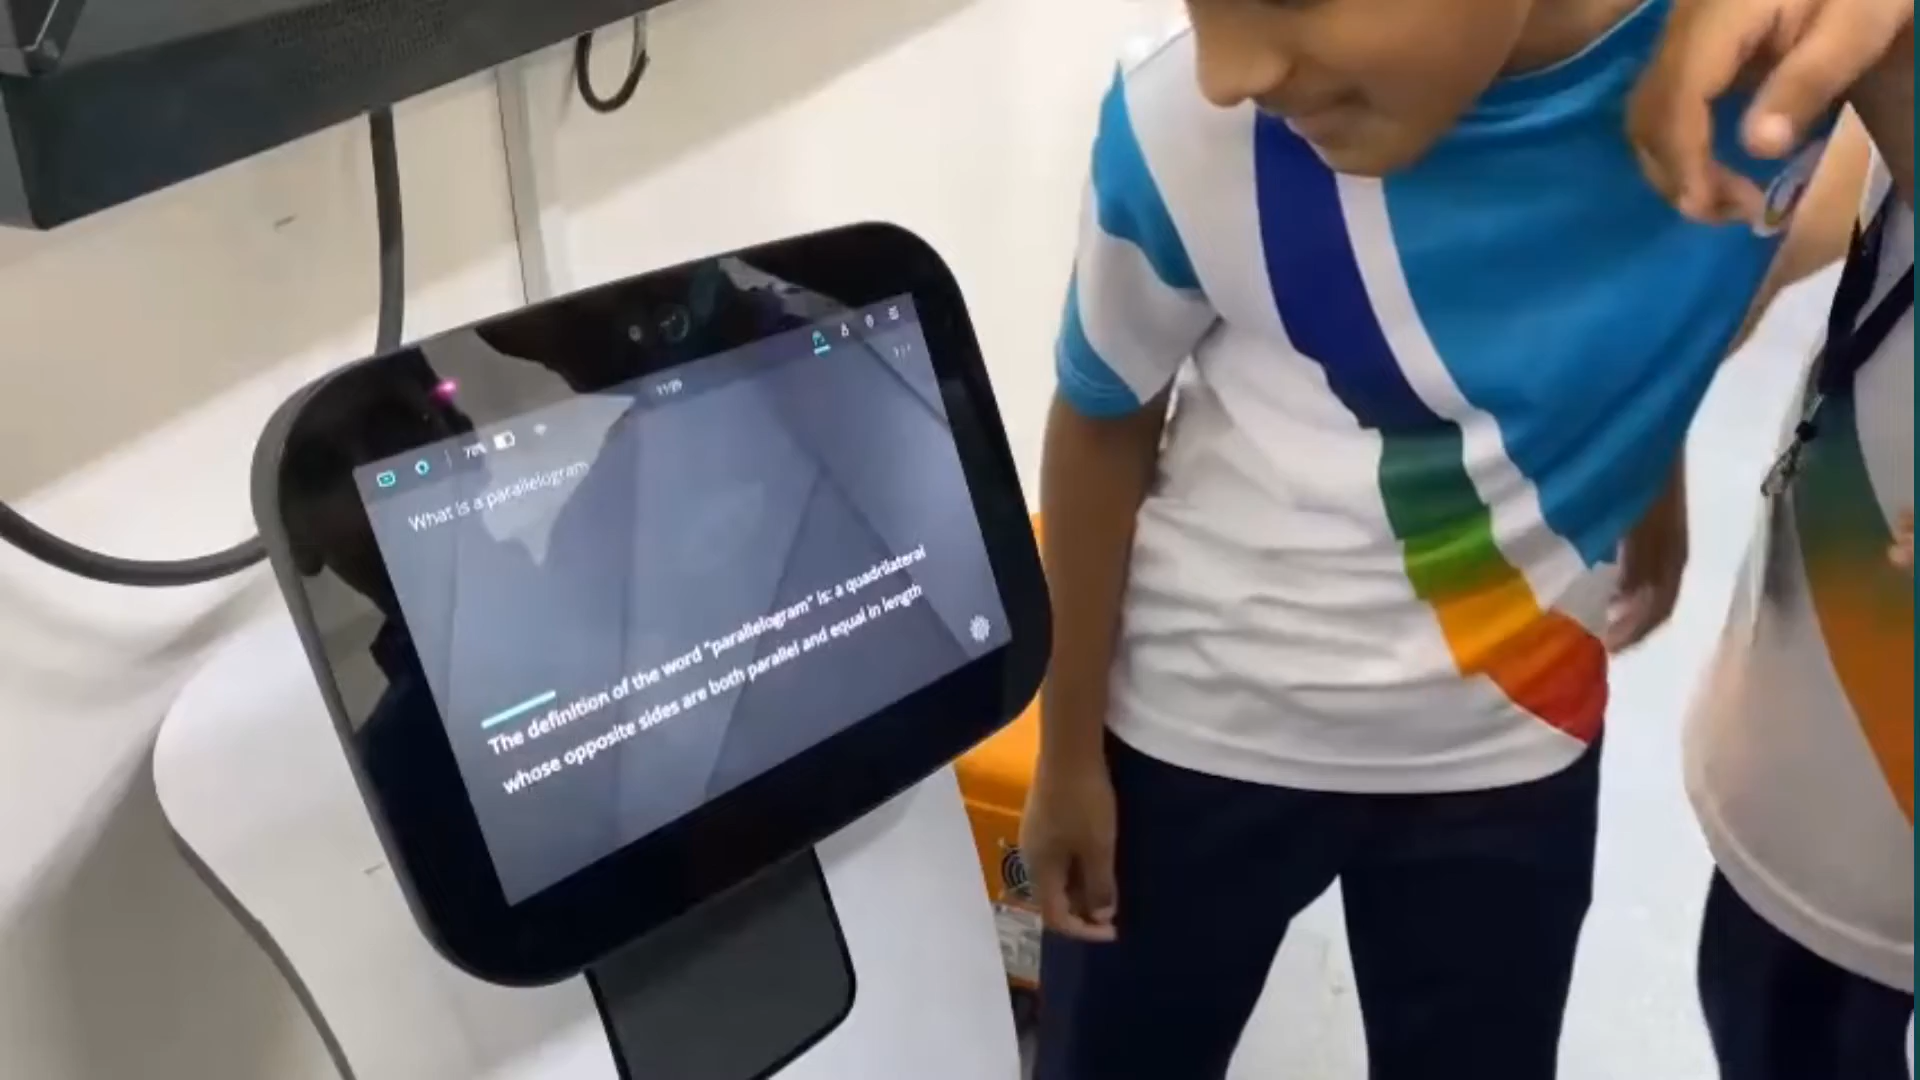 70%
What is a parallelogram
The definition of the word "parallelogram" is: a quadrilateral
whose opposite sides are both parallel and equal in length